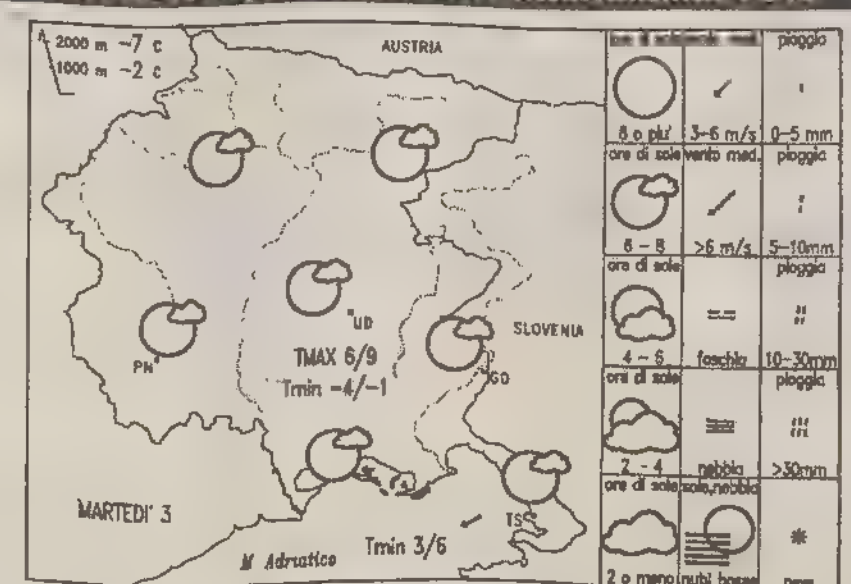 2000 m -7 c
1000 m -2 c
AUSTRIA
SLOVENIA
UD
TMAX 6/9
Tmin -4/-1
PN
GO
MARTEDI' 3
TS
Tmin 3/6
M Adriatico
pioggia
8 o piu'
3-6 m/s
0-5 mm
ore di sole
vento med.
pioggia
6 - 8
>6 m/s
5-10mm
ore di sole
pioggia
4 - 6
foschia
10-30mm
ore di sole
pioggia
2 - 4
nebbia
>30mm
ore di sole
sole,nebbia
2 o meno
nubi basse